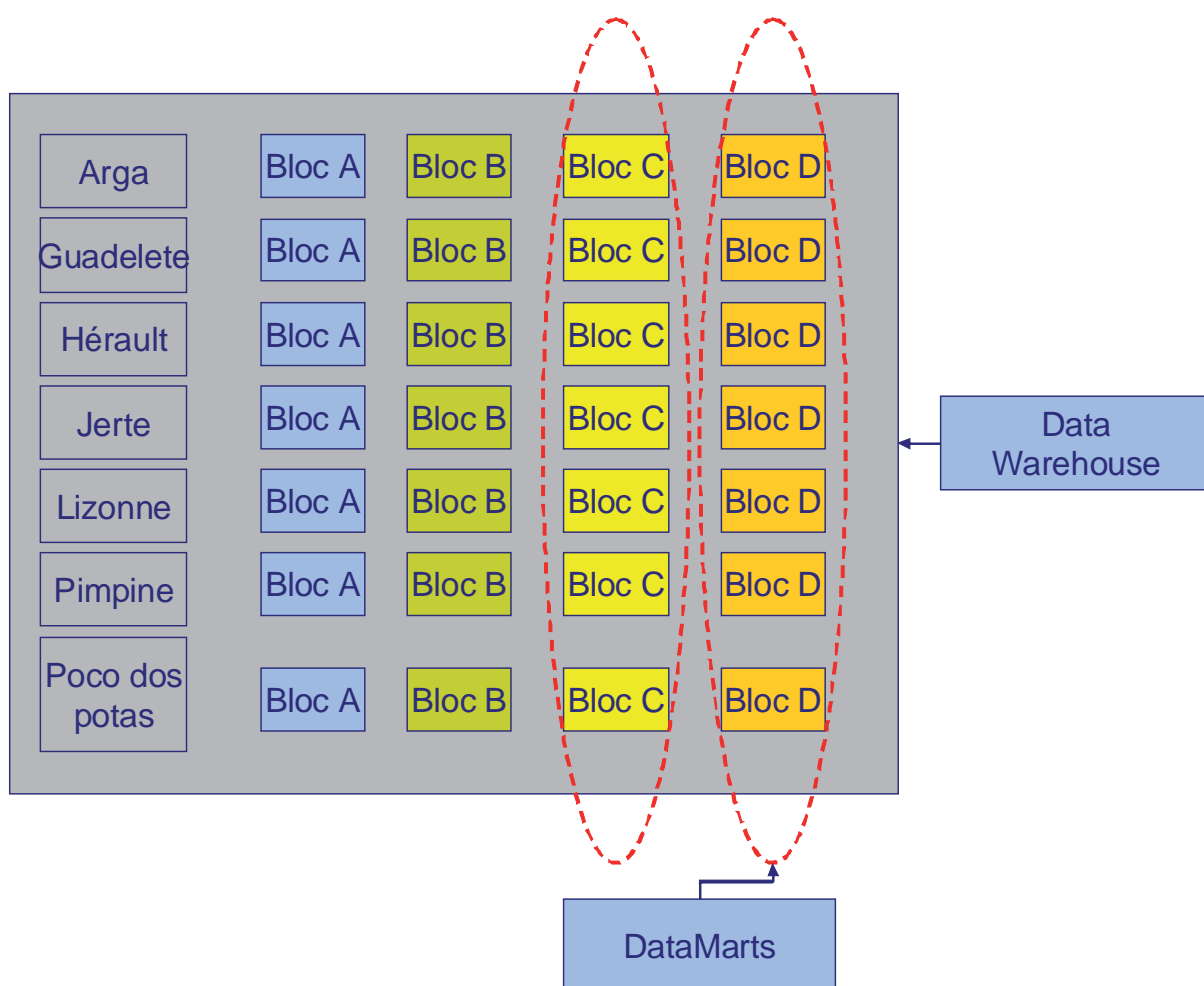 Arga
Bloc A
Bloc B
Bloc C
Bloc D
Guadelete
Bloc A
Bloc B
Bloc C
Bloc D
Hérault
Bloc A
Bloc B
Bloc C
Bloc D
Jerte
Bloc A
Bloc B
Bloc C
Bloc D
Data
Warehouse
Lizonne
Bloc A
Bloc B
Bloc C
Bloc D
Pimpine
Bloc A
Bloc B
Bloc C
Bloc D
Poco dos
potas
Bloc A
Bloc B
Bloc C
Bloc D
DataMarts